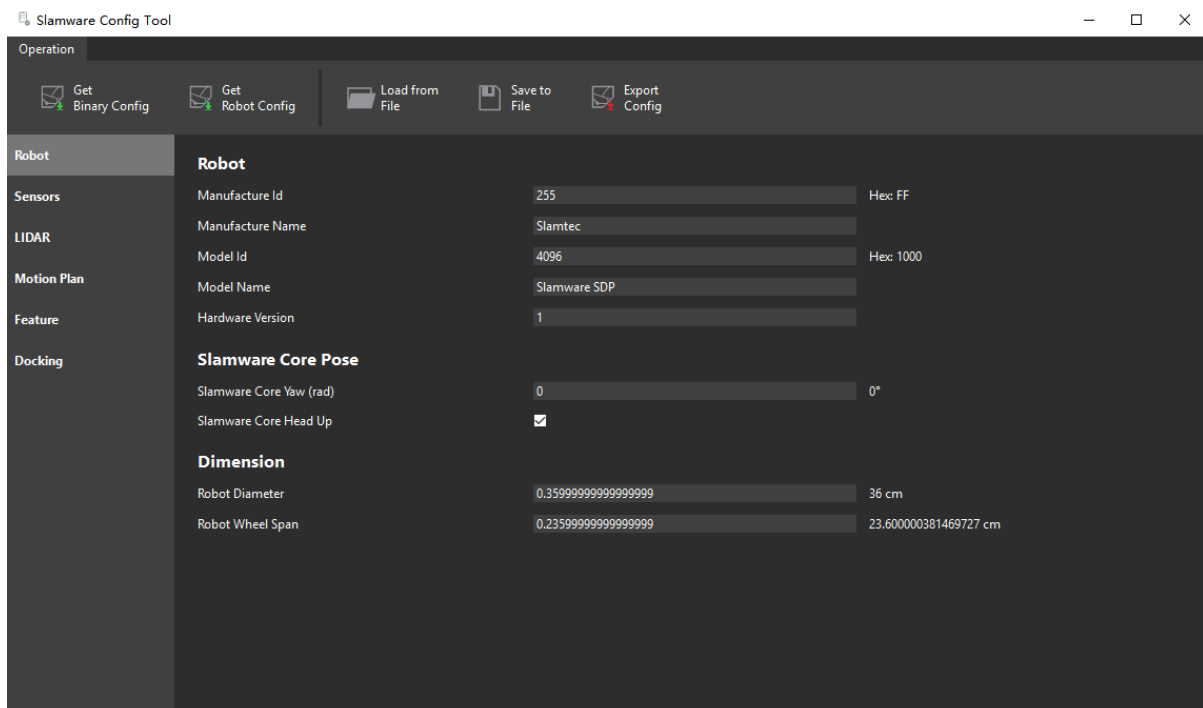 Slamware Config Tool
Operation
Get
Binary Config
Get
Robot Config
Load from
File
Save to
File
Export
Config
Robot
Sensors
LIDAR
Motion Plan
Feature
Docking
Robot
Manufacture Id 255 Hex: FF
Manufacture Name Slamtec
Model Id 4096 Hex: 1000
Model Name Slamware SDP
Hardware Version 1
Slamware Core Pose
Slamware Core Yaw (rad) 0 0°
Slamware Core Head Up
Dimension
Robot Diameter 0.35999999999999999 36 cm
Robot Wheel Span 0.2359999999999999 23.600000381469727 cm